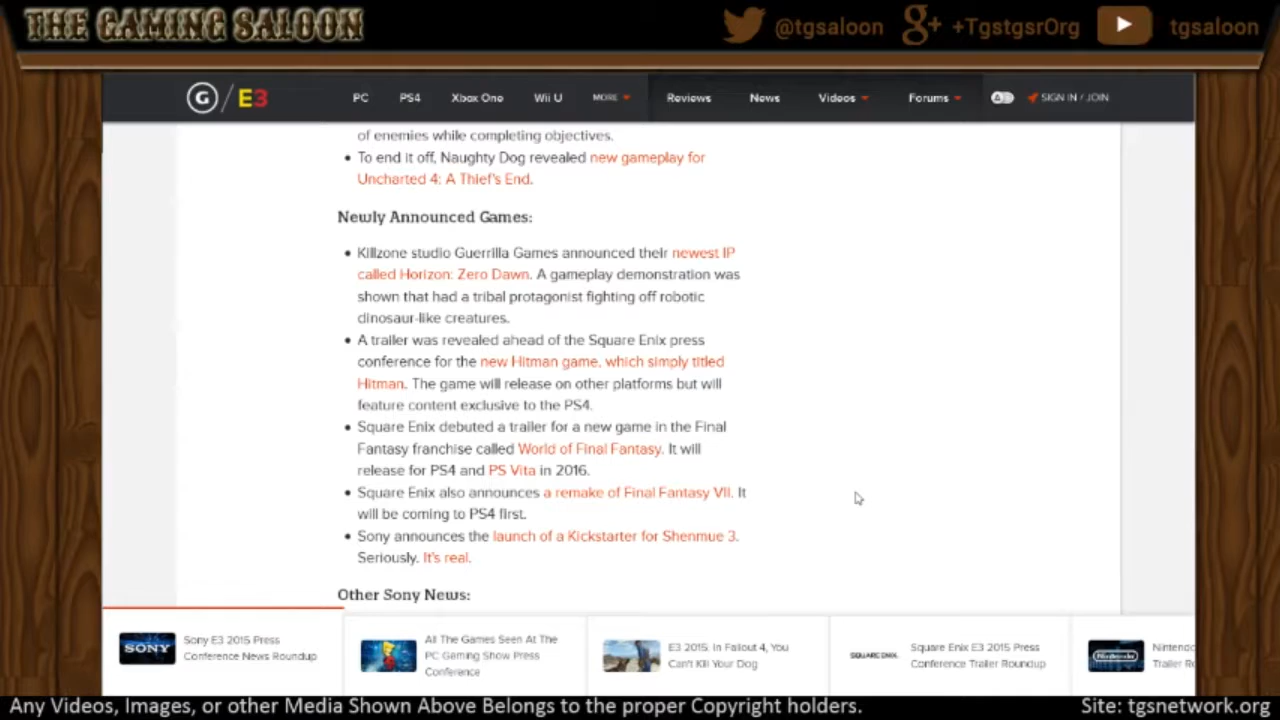 THE GAMING SALOON
@tgsaloon
+TgstgsrOrg
tgsaloon
G / E3
PC PS4 Xbox One Wii U MORE Reviews News Videos Forums SIGN IN / JOIN
of enemies while completing objectives.
• To end it off, Naughty Dog revealed new gameplay for
Uncharted 4: A Thief's End.
Newly Announced Games:
• Killzone studio Guerrilla Games announced their newest IP
called Horizon: Zero Dawn. A gameplay demonstration was
shown that had a tribal protagonist fighting off robotic
dinosaur-like creatures.
• A trailer was revealed ahead of the Square Enix press
conference for the new Hitman game, which simply titled
Hitman. The game will release on other platforms but will
feature content exclusive to the PS4.
• Square Enix debuted a trailer for a new game in the Final
Fantasy franchise called World of Final Fantasy. It will
release for PS4 and PS Vita in 2016.
• Square Enix also announces a remake of Final Fantasy VII. It
will be coming to PS4 first.
• Sony announces the launch of a Kickstarter for Shenmue 3.
Seriously. It's real.
Other Sony News:
SONY
Sony E3 2015 Press
Conference News Roundup
All The Games Seen At The
PC Gaming Show Press
Conference
E3 2015: In Fallout 4, You
Can't Kill Your Dog
SQUARE ENIX
Square Enix E3 2015 Press
Conference Trailer Roundup
Nintendo
Nintendo
Trailer Ro
Any Videos, Images, or other Media Shown Above Belongs to the proper Copyright holders.
Site: tgsnetwork.org